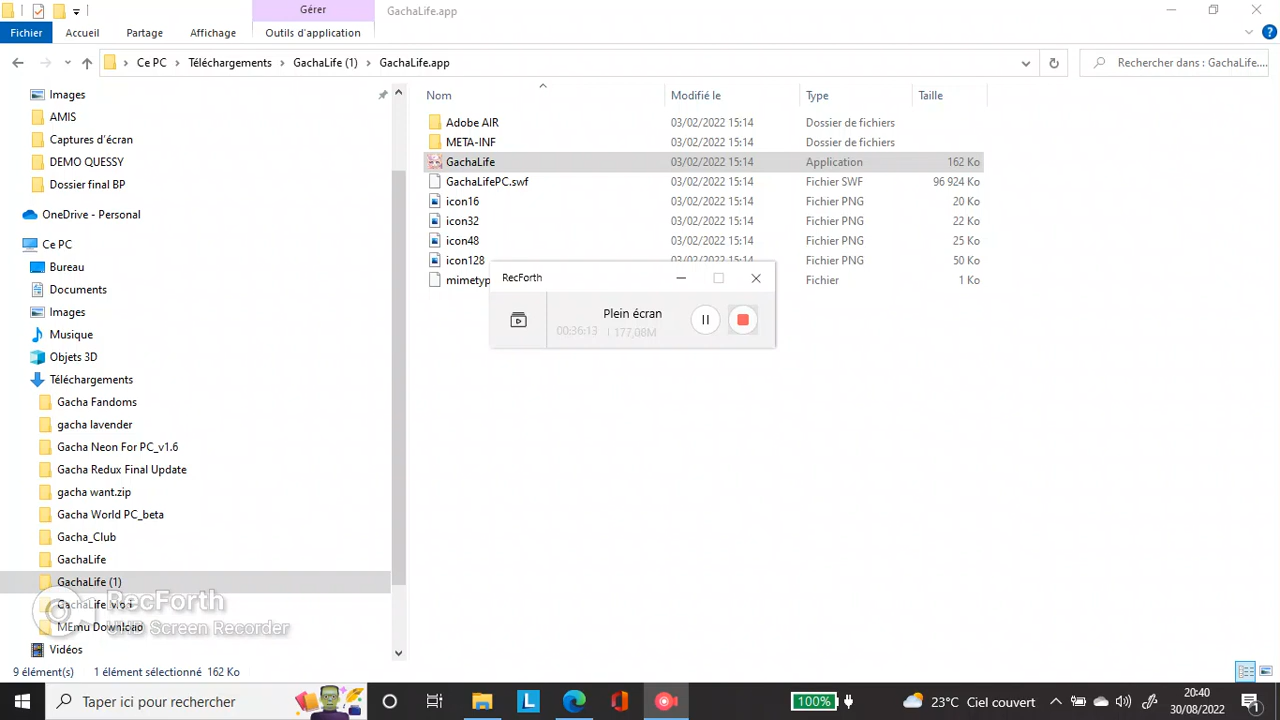 Gérer
GachaLife.app
Fichier
Accueil
Partage
Affichage
Outils d'application
Ce PC
Téléchargements
GachaLife (1)
GachaLife.app
Rechercher dans : GachaLife....
Nom
Modifié le
Type
Taille
Images
AMIS
Captures d'écran
DEMO QUESSY
Dossier final BP
OneDrive - Personal
Ce PC
Bureau
Documents
Images
Musique
Objets 3D
Téléchargements
Gacha Fandoms
gacha lavender
Gacha Neon For PC_v1.6
Gacha Redux Final Update
gacha want.zip
Gacha World PC_beta
Gacha_Club
GachaLife
GachaLife (1)
MEmu Download
Vidéos
Adobe AIR 03/02/2022 15:14 Dossier de fichiers
META-INF 03/02/2022 15:14 Dossier de fichiers
GachaLife 03/02/2022 15:14 Application 162 Ko
GachaLifePC.swf 03/02/2022 15:14 Fichier SWF 96 924 Ko
icon16 03/02/2022 15:14 Fichier PNG 20 Ko
icon32 03/02/2022 15:14 Fichier PNG 22 Ko
icon48 03/02/2022 15:14 Fichier PNG 25 Ko
icon128 03/02/2022 15:14 Fichier PNG 50 Ko
mimetyp Fichier 1 Ko
RecForth
Plein écran
00:36:13 | 177,08M
RecForth
Screen Recorder
9 élément(s) 1 élément sélectionné 162 Ko
Taper ici pour rechercher
L
100%
23°C Ciel couvert
20:40
30/08/2022
1